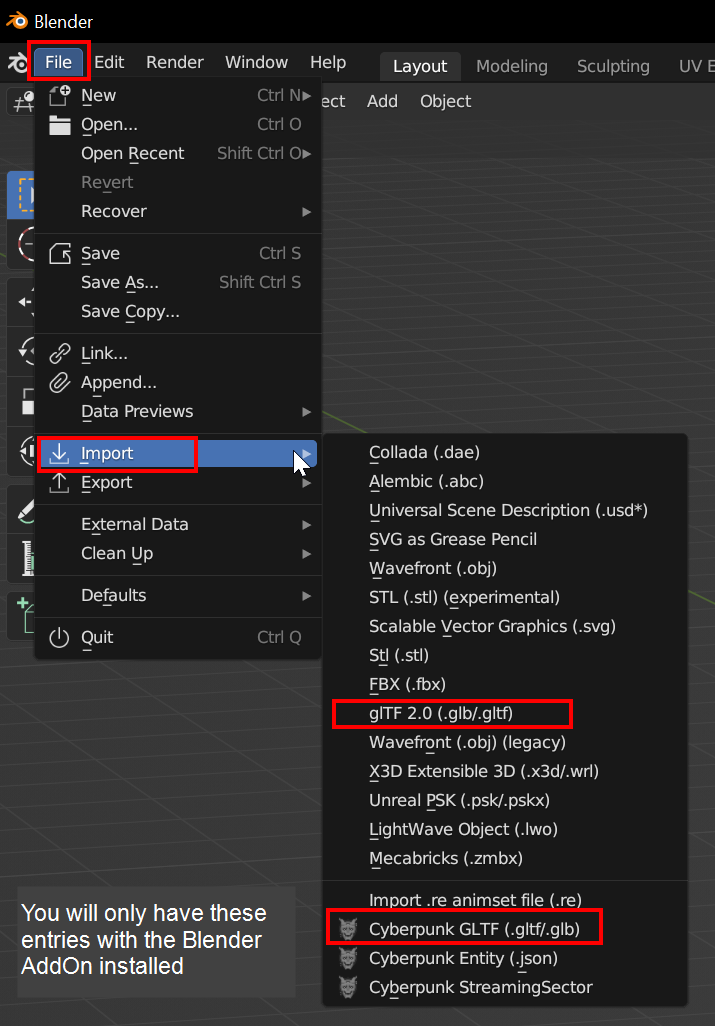 Blender
File Edit Render Window Help Layout Modeling Sculpting UV E
ect Add Object
New Ctrl N
Open... Ctrl O
Open Recent Shift Ctrl O
Revert
Recover
Save Ctrl S
Save As... Shift Ctrl S
Save Copy...
Link...
Append...
Data Previews
Import
Export
External Data
Clean Up
Defaults
Quit Ctrl Q
Collada (.dae)
Alembic (.abc)
Universal Scene Description (.usd*)
SVG as Grease Pencil
Wavefront (.obj)
STL (.stl) (experimental)
Scalable Vector Graphics (.svg)
Stl (.stl)
FBX (.fbx)
glTF 2.0 (.glb/.gltf)
Wavefront (.obj) (legacy)
X3D Extensible 3D (.x3d/.wrl)
Unreal PSK (.psk/.pskx)
LightWave Object (.lwo)
Mecabricks (.zmbx)
Import .re animset file (.re)
Cyberpunk GLTF (.gltf/.glb)
Cyberpunk Entity (.json)
Cyberpunk StreamingSector
You will only have these
entries with the Blender
AddOn installed